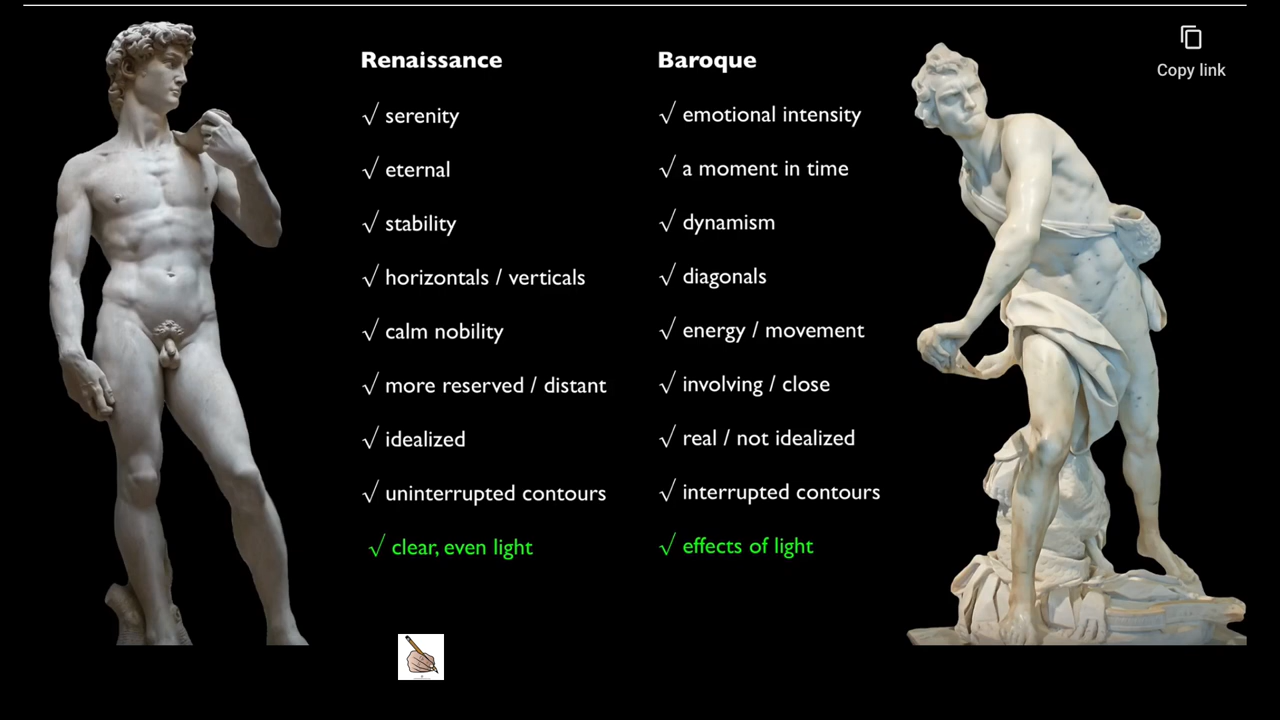 Renaissance
√ serenity
√ eternal
√ stability
√ horizontals / verticals
√ calm nobility
√ more reserved / distant
√ idealized
√ uninterrupted contours
√ clear, even light
Baroque
√ emotional intensity
√ a moment in time
√ dynamism
√ diagonals
√ energy / movement
√ involving / close
√ real / not idealized
√ interrupted contours
√ effects of light
Copy link